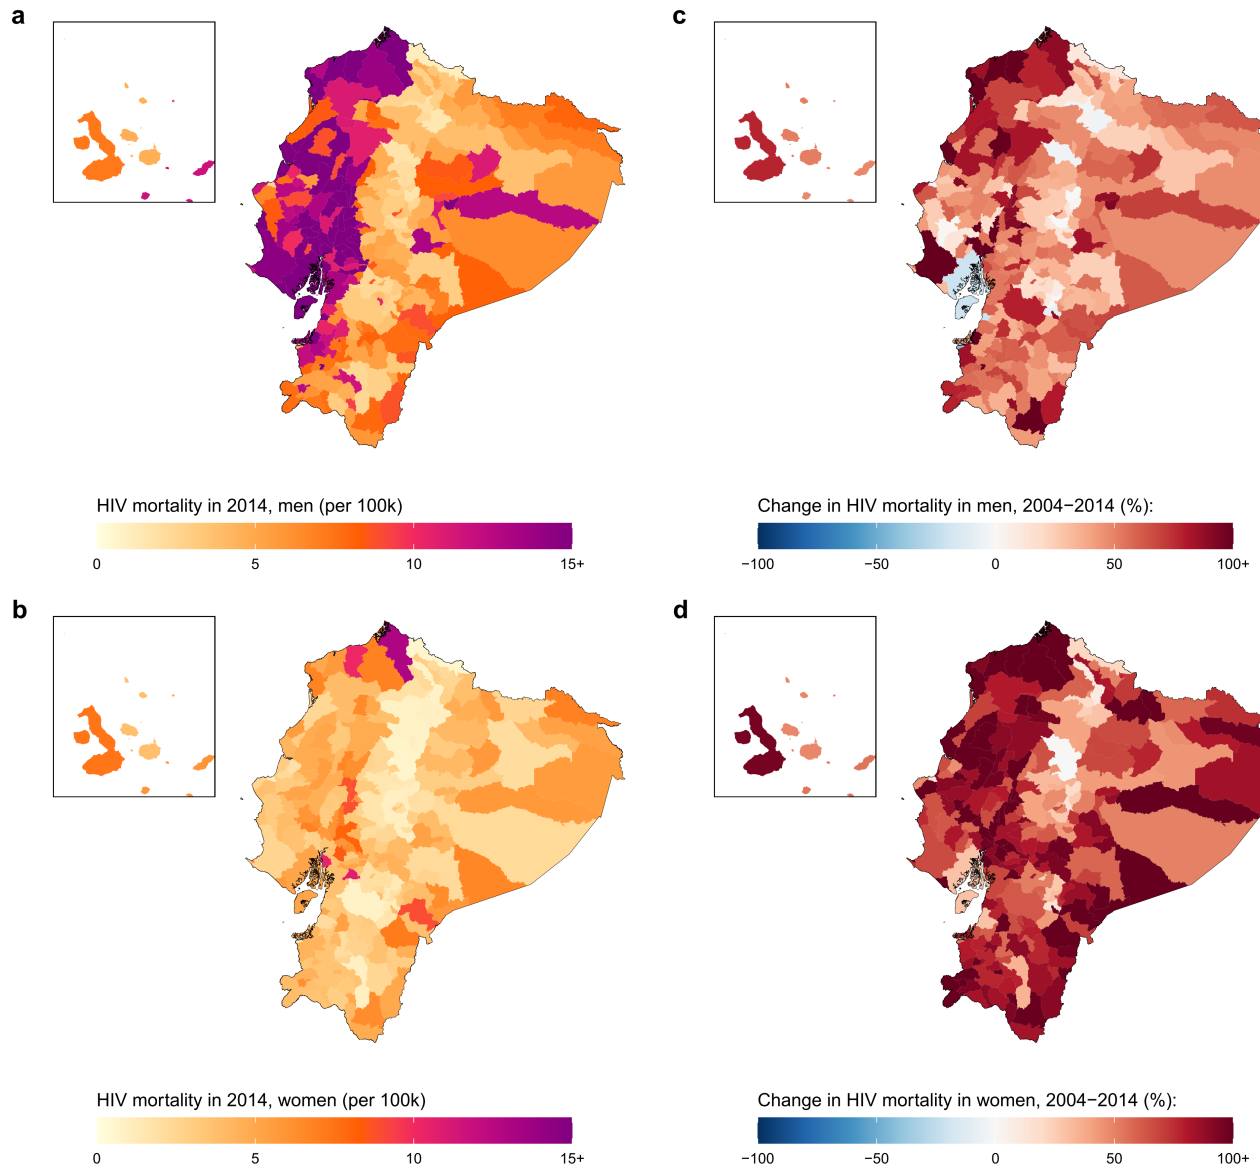 a
c
HIV mortality in 2014, men (per 100k)
0 5 10 15+
Change in HIV mortality in men, 2004−2014 (%):
−100 −50 0 50 100+
b
d
HIV mortality in 2014, women (per 100k)
0 5 10 15+
Change in HIV mortality in women, 2004−2014 (%):
−100 −50 0 50 100+